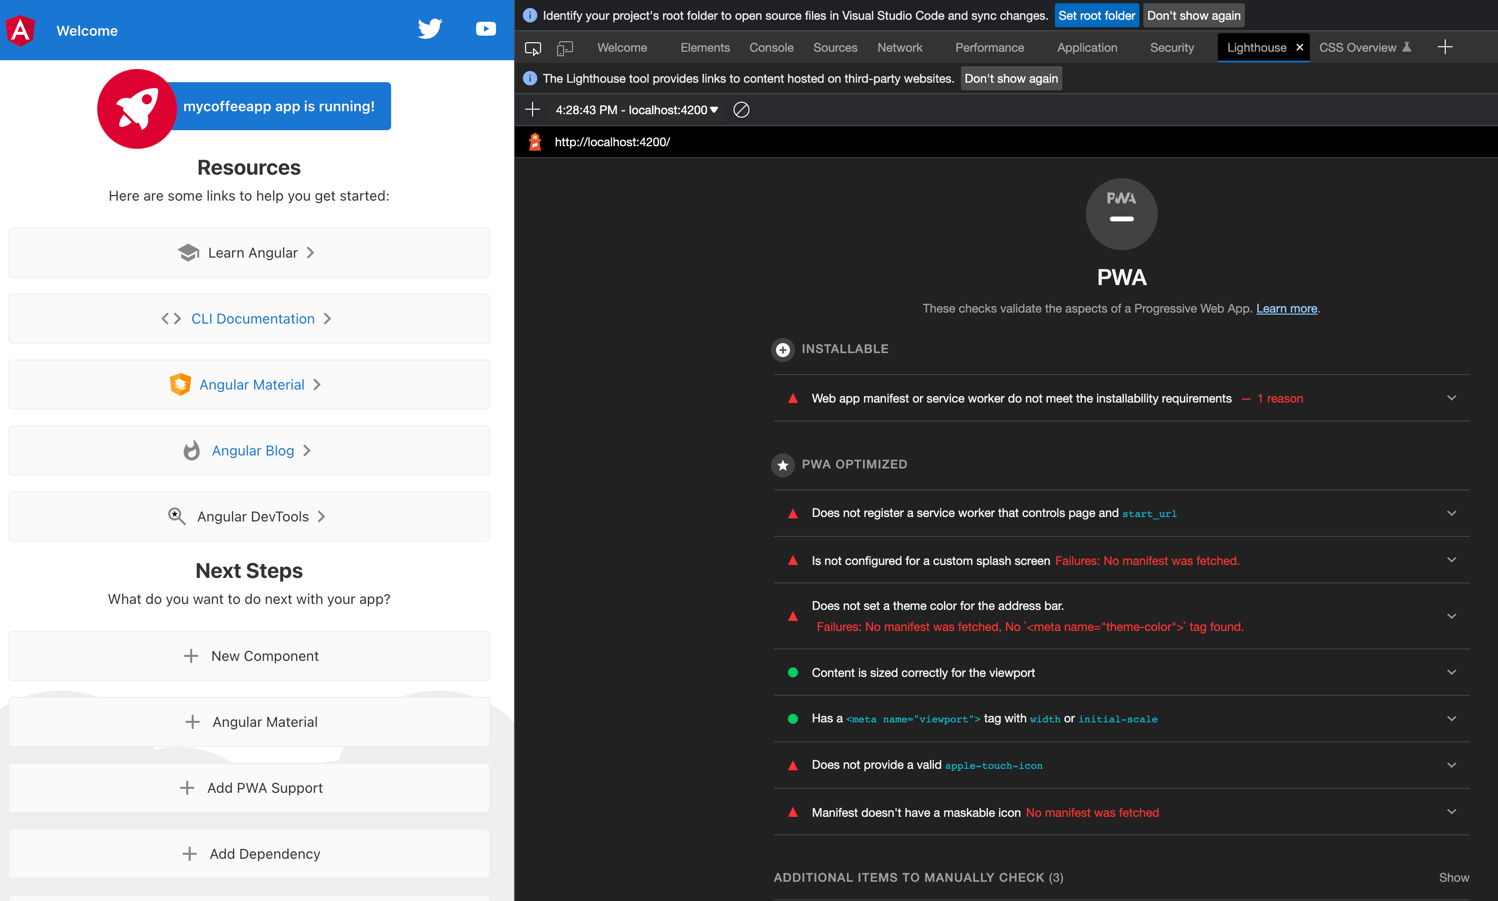 Welcome
mycoffeeapp app is running!
Resources
Here are some links to help you get started:
Learn Angular
CLI Documentation
Angular Material
Angular Blog
Angular DevTools
Next Steps
What do you want to do next with your app?
New Component
Angular Material
Add PWA Support
Add Dependency
Identify your project's root folder to open source files in Visual Studio Code and sync changes. Set root folder Don't show again
Welcome Elements Console Sources Network Performance Application Security Lighthouse × CSS Overview
The Lighthouse tool provides links to content hosted on third-party websites. Don't show again
4:28:43 PM - localhost:4200▼
http://localhost:4200/
PWA
PWA
These checks validate the aspects of a Progressive Web App. Learn more.
INSTALLABLE
Web app manifest or service worker do not meet the installability requirements — 1 reason
PWA OPTIMIZED
Does not register a service worker that controls page and start_url
Is not configured for a custom splash screen Failures: No manifest was fetched.
Does not set a theme color for the address bar.
Failures: No manifest was fetched, No `<meta name="theme-color">` tag found.
Content is sized correctly for the viewport
Has a <meta name="viewport"> tag with width or initial-scale
Does not provide a valid apple-touch-icon
Manifest doesn't have a maskable icon No manifest was fetched
ADDITIONAL ITEMS TO MANUALLY CHECK (3) Show